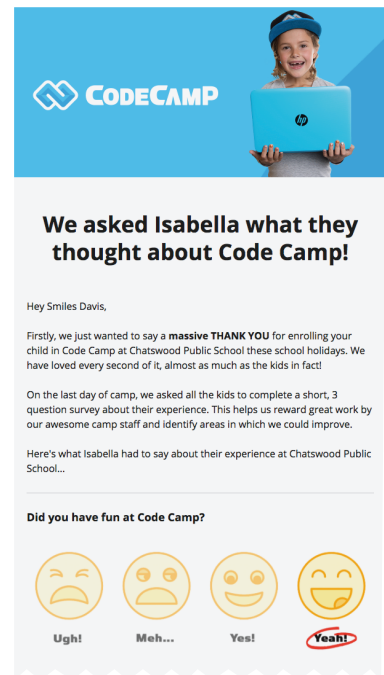 CODECAMP
hp
We asked Isabella what they
thought about Code Camp!
Hey Smiles Davis,
Firstly, we just wanted to say a massive THANK YOU for enrolling your
child in Code Camp at Chatswood Public School these school holidays. We
have loved every second of it, almost as much as the kids in fact!
On the last day of camp, we asked all the kids to complete a short, 3
question survey about their experience. This helps us reward great work by
our awesome camp staff and identify areas in which we could improve.
Here's what Isabella had to say about their experience at Chatswood Public
School...
Did you have fun at Code Camp?
Ugh! Meh... Yes! Yeah!